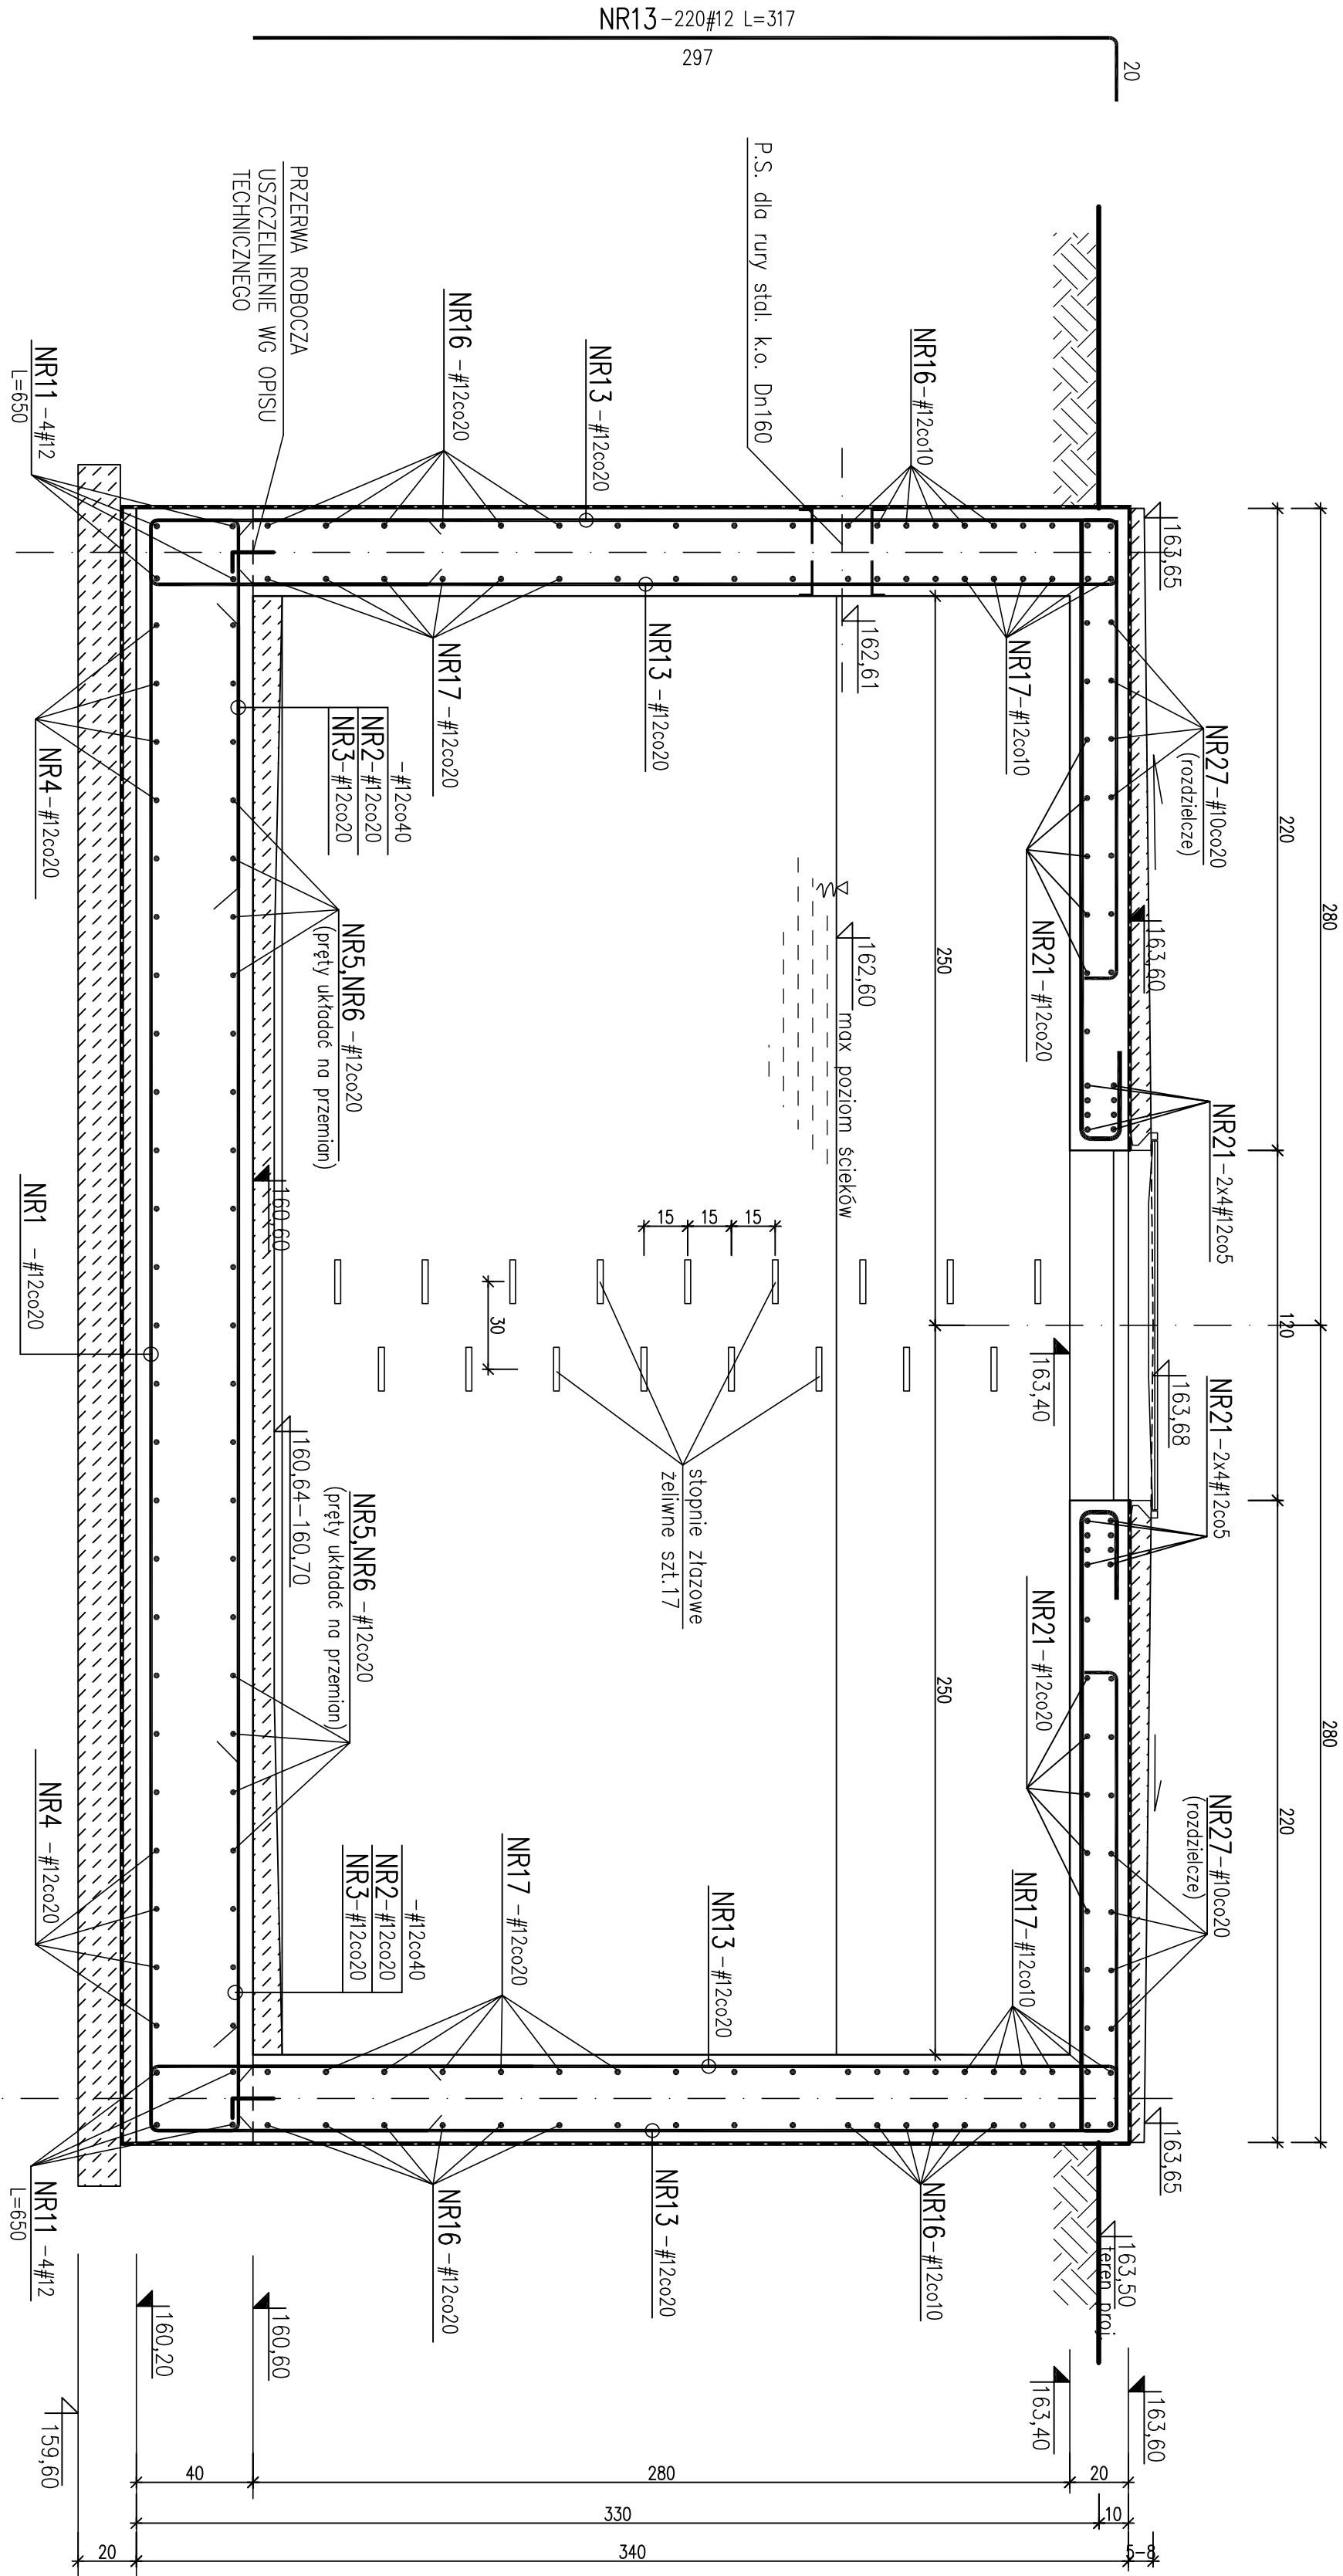 NR13-220#12 L=317
297
20
280
280
220
120
220
163,65
163,60
163,68
163,65
NR27-#10co20
(rozdzielcze)
NR21-2x4#12co5
NR21-2x4#12co5
NR27-#10co20
(rozdzielcze)
163,50
teren proj.
163,60
163,40
NR16-#12co10
NR17-#12co10
NR21-#12co20
163,40
NR21-#12co20
NR17-#12co10
NR16-#12co10
250
250
P.S. dla rury stal. k.o. Dn160
162,61
162,60
max poziom ścieków
NR13-#12co20
NR13-#12co20
15
15
15
30
stopnie złazowe
żeliwne szt.17
NR13-#12co20
NR13-#12co20
NR16-#12co20
NR17-#12co20
NR17-#12co20
NR16-#12co20
PRZERWA ROBOCZA
USZCZELNIENIE WG OPISU
TECHNICZNEGO
-#12co40
NR2-#12co20
NR3-#12co20
NR5,NR6-#12co20
(pręty układać na przemian)
160,60
160,64-160,70
NR5,NR6-#12co20
(pręty układać na przemian)
-#12co40
NR2-#12co20
NR3-#12co20
160,60
160,20
159,60
NR11-4#12
L=650
NR4-#12co20
NR1 -#12co20
NR4-#12co20
NR11-4#12
L=650
40
280
20
330
10
20
340
5-8